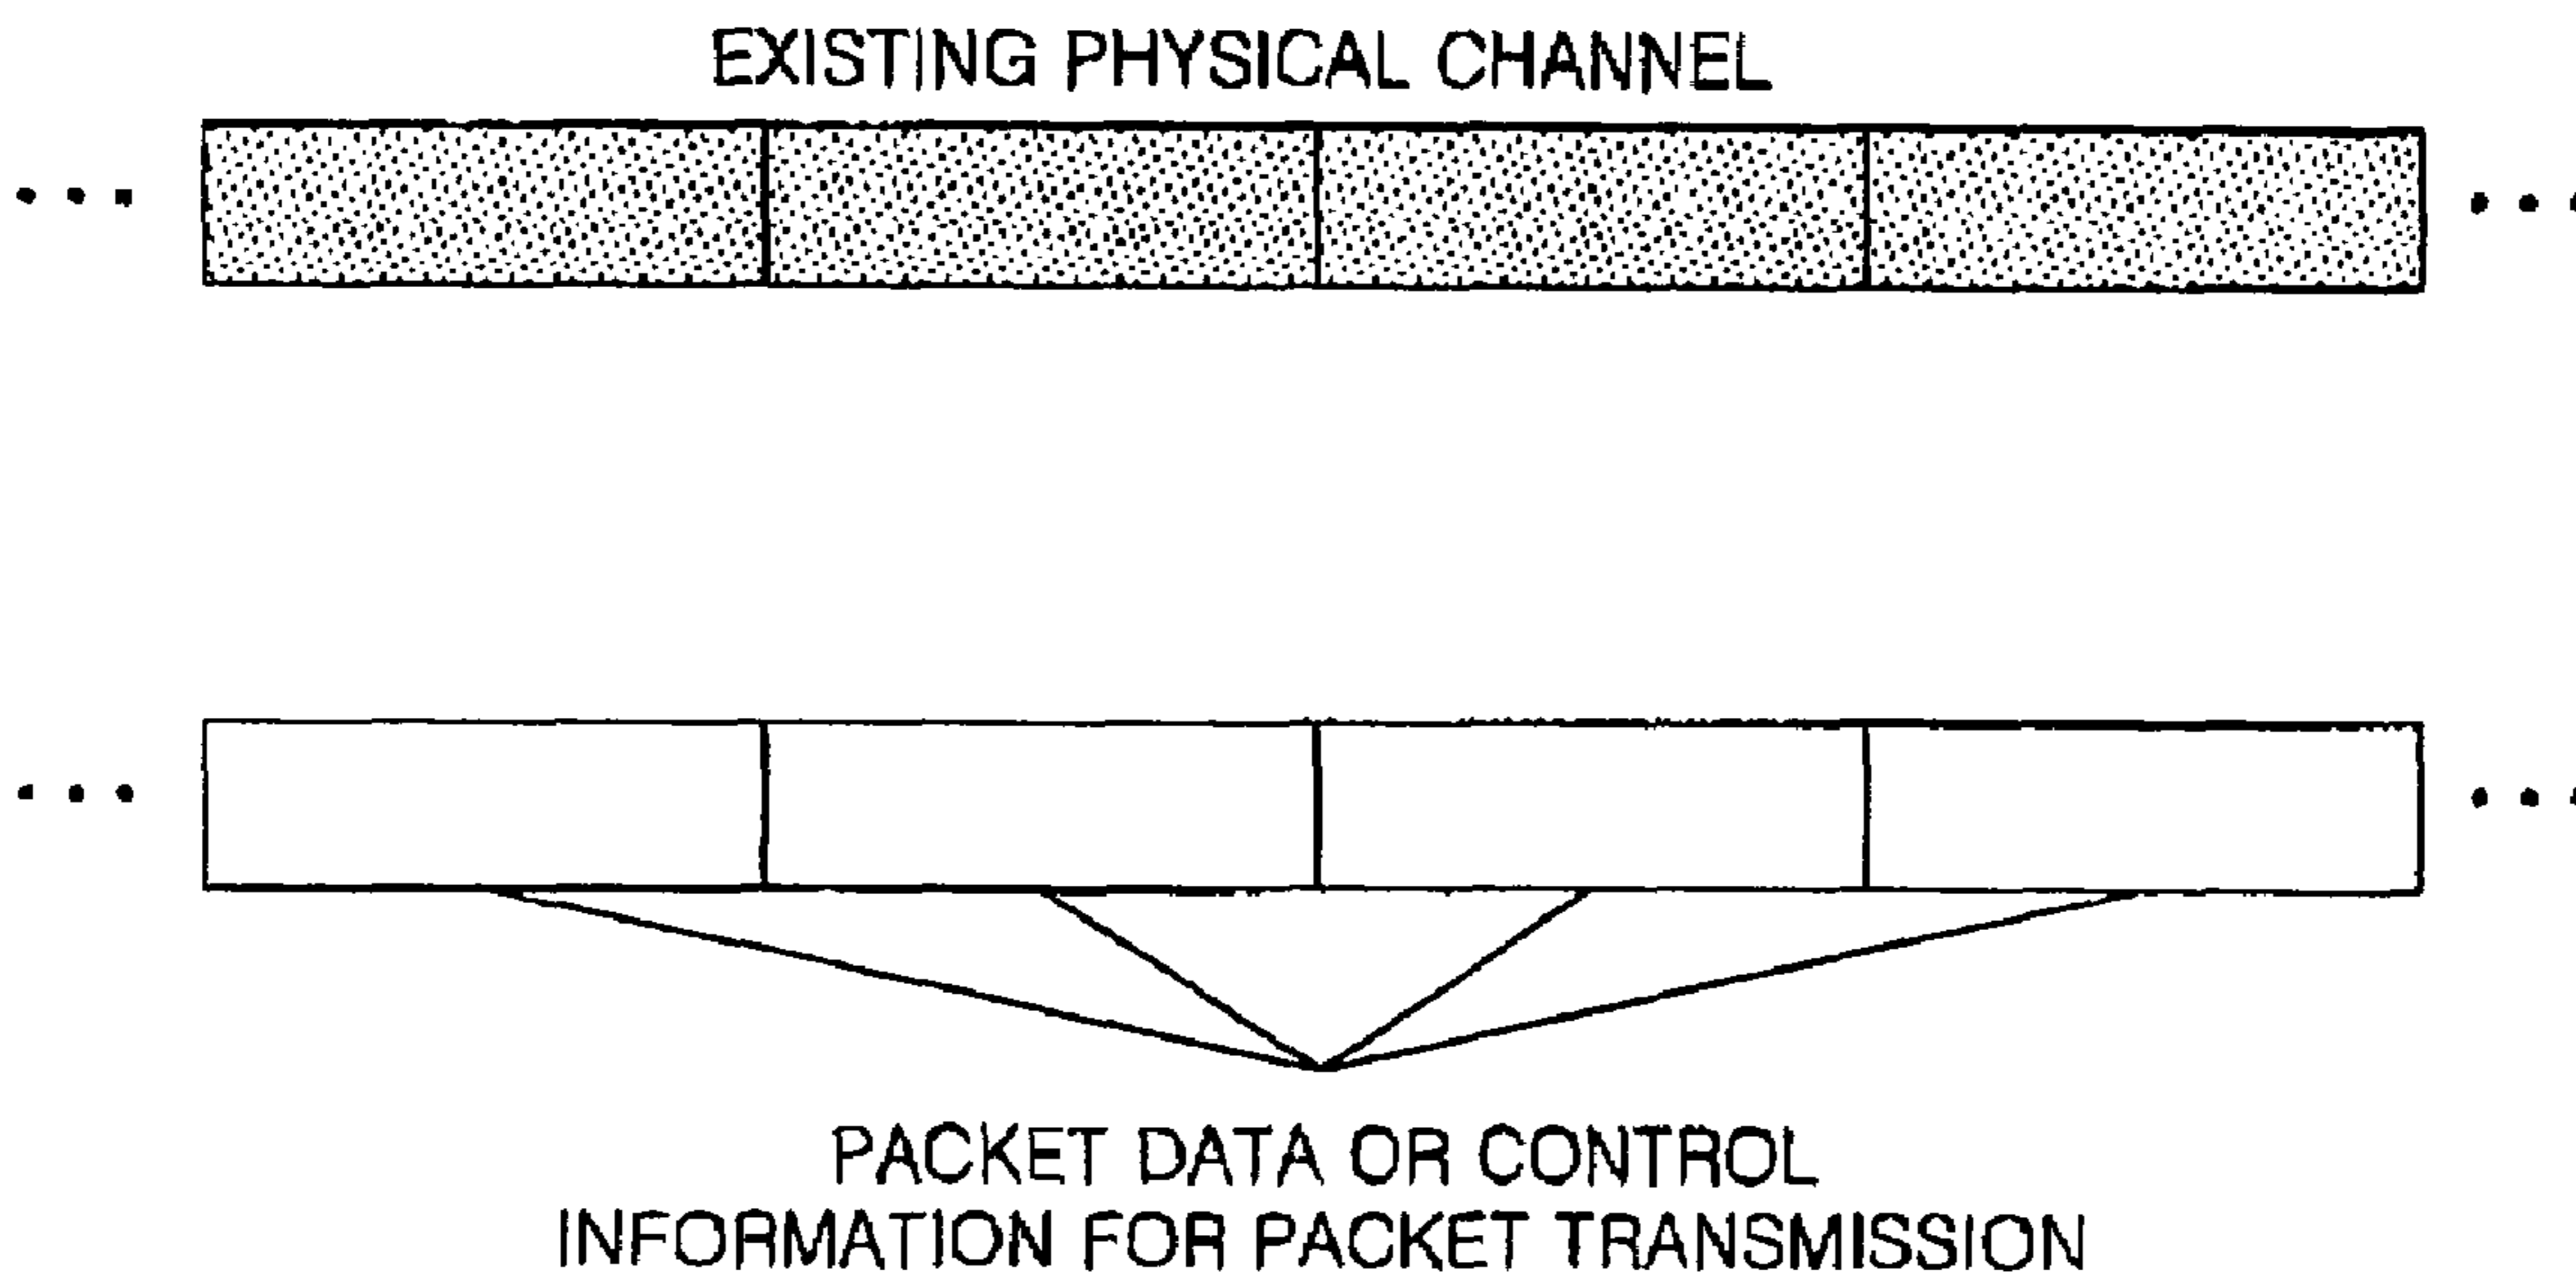 EXISTING PHYSICAL CHANNEL
PACKET DATA OR CONTROL
INFORMATION FOR PACKET TRANSMISSION